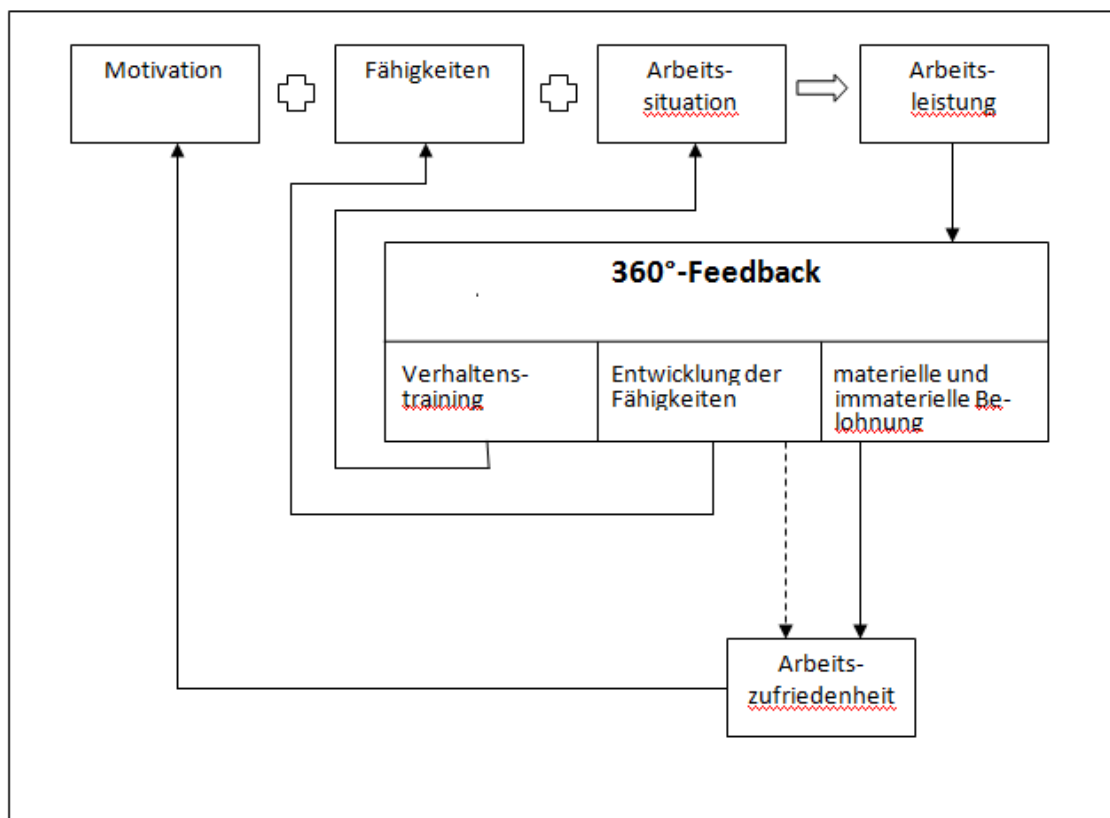 Motivation
Fähigkeiten
Arbeits-
situation
Arbeits-
leistung
360°-Feedback
Verhaltens-
training
Entwicklung der
Fähigkeiten
materielle und
immaterielle Be-
lohnung
Arbeits-
zufriedenheit